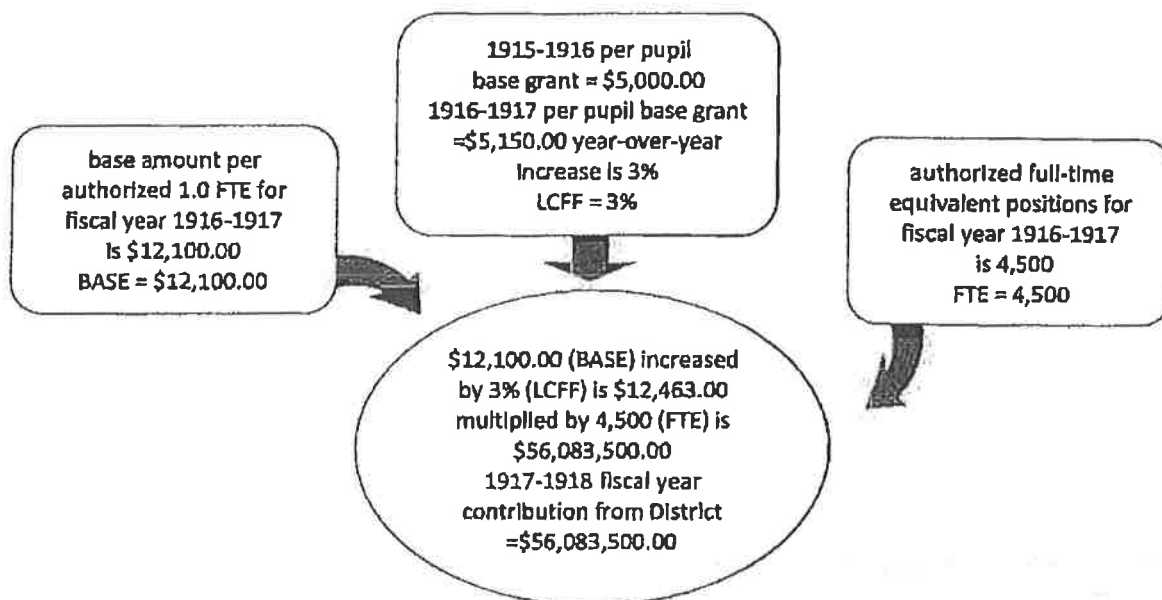 1915-1916 per pupil
base grant = $5,000.00
1916-1917 per pupil base grant
=$5,150.00 year-over-year
increase is 3%
LCFF = 3%
base amount per
authorized 1.0 FTE for
fiscal year 1916-1917
is $12,100.00
BASE = $12,100.00
authorized full-time
equivalent positions for
fiscal year 1916-1917
is 4,500
FTE = 4,500
$12,100.00 (BASE) increased
by 3% (LCFF) is $12,463.00
multiplied by 4,500 (FTE) is
$56,083,500.00
1927-1918 fiscal year
contribution from District
=$56,083,500.00